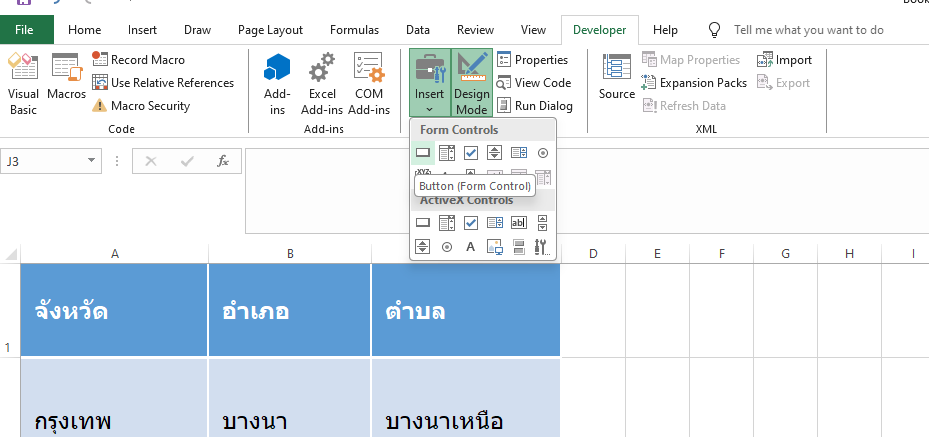 Book
File Home Insert Draw Page Layout Formulas Data Review View Developer Help Tell me what you want to do
Visual Basic
Macros
Record Macro
Use Relative References
Macro Security
Code
Add-ins
Excel Add-ins
COM Add-ins
Add-ins
Insert
Design Mode
Properties
View Code
Run Dialog
Source
Map Properties
Expansion Packs
Refresh Data
Import
Export
XML
Form Controls
Button (Form Control)
ActiveX Controls
J3
fx
A B D E F G H I
1
จังหวัด อำเภอ ตำบล
กรุงเทพ บางนา บางนาเหนือ